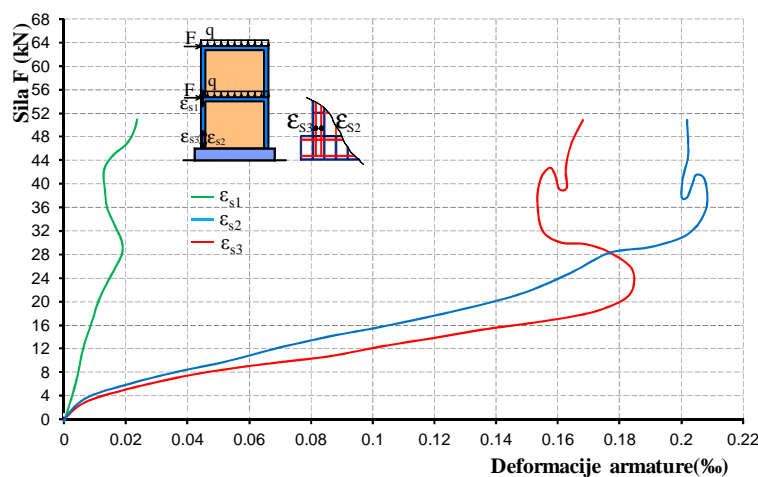 Sila F (kN)
68
64
60
56
52
48
44
40
36
32
28
24
20
16
12
8
4
0
q
F
q
F
εs1
εs3
εs2
εs3
εs2
εs1
εs2
εs3
0 0.02 0.04 0.06 0.08 0.1 0.12 0.14 0.16 0.18 0.2 0.22
Deformacije armature(‰)